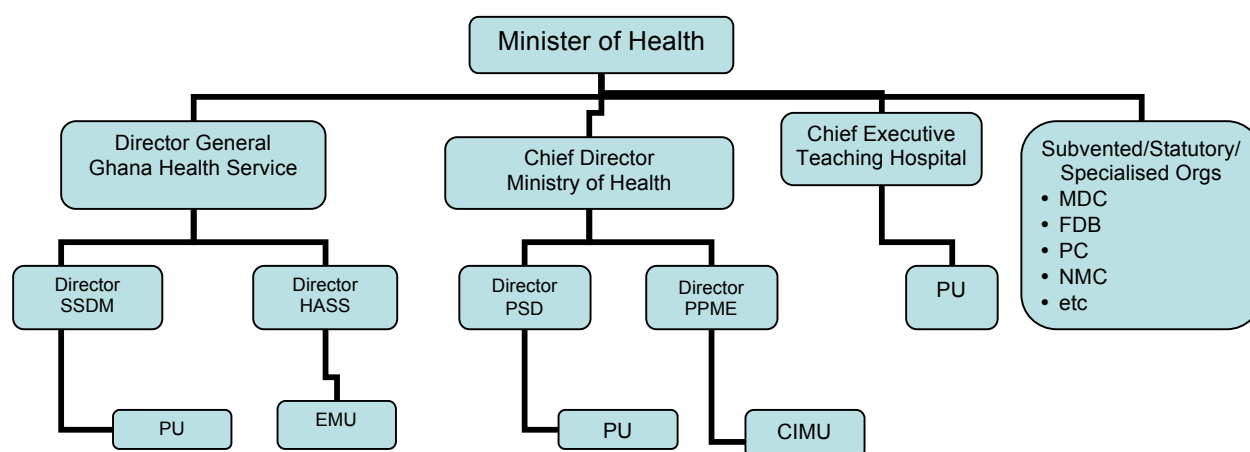 Minister of Health
Director General
Ghana Health Service
Chief Director
Ministry of Health
Chief Executive
Teaching Hospital
Subvented/Statutory/
Specialised Orgs
• MDC
• FDB
• PC
• NMC
• etc
Director
SSDM
Director
HASS
Director
PSD
Director
PPME
PU
PU
EMU
PU
CIMU